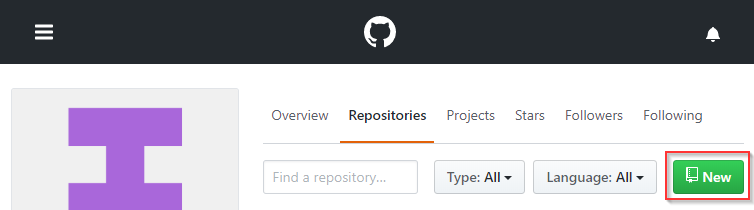 Overview Repositories Projects Stars Followers Following
Find a repository... Type: All Language: All New